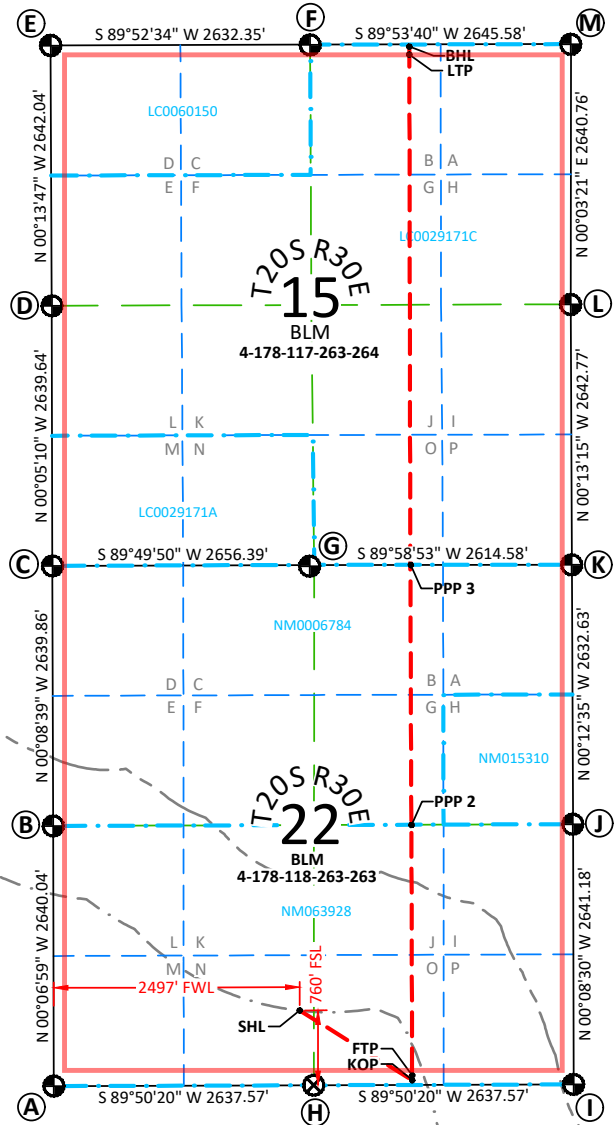 E
S 89°52'34" W 2632.35'
F
S 89°53'40" W 2645.58'
M
BHL
LTP
N 00°13'47" W 2642.04'
LC0060150
D C
E F
B A
G H
N 00°03'21" E 2640.76'
LC0029171C
T20S R30E
15
BLM
4-178-117-263-264
D
L
N 00°05'10" W 2639.64'
L K
M N
J I
O P
N 00°13'15" W 2642.77'
LC0029171A
C
S 89°49'50" W 2656.39'
G
S 89°58'53" W 2614.58'
K
PPP 3
NM0006784
N 00°08'39" W 2639.86'
D C
E F
B A
G H
N 00°12'35" W 2632.63'
NM015310
T20S R30E
22
BLM
4-178-118-263-263
B
PPP 2
J
NM063928
N 00°06'59" W 2640.04'
L K
M N
J I
O P
N 00°08'30" W 2641.18'
2497' FWL
760' FSL
SHL
FTP
KOP
A
S 89°50'20" W 2637.57'
H
S 89°50'20" W 2637.57'
I